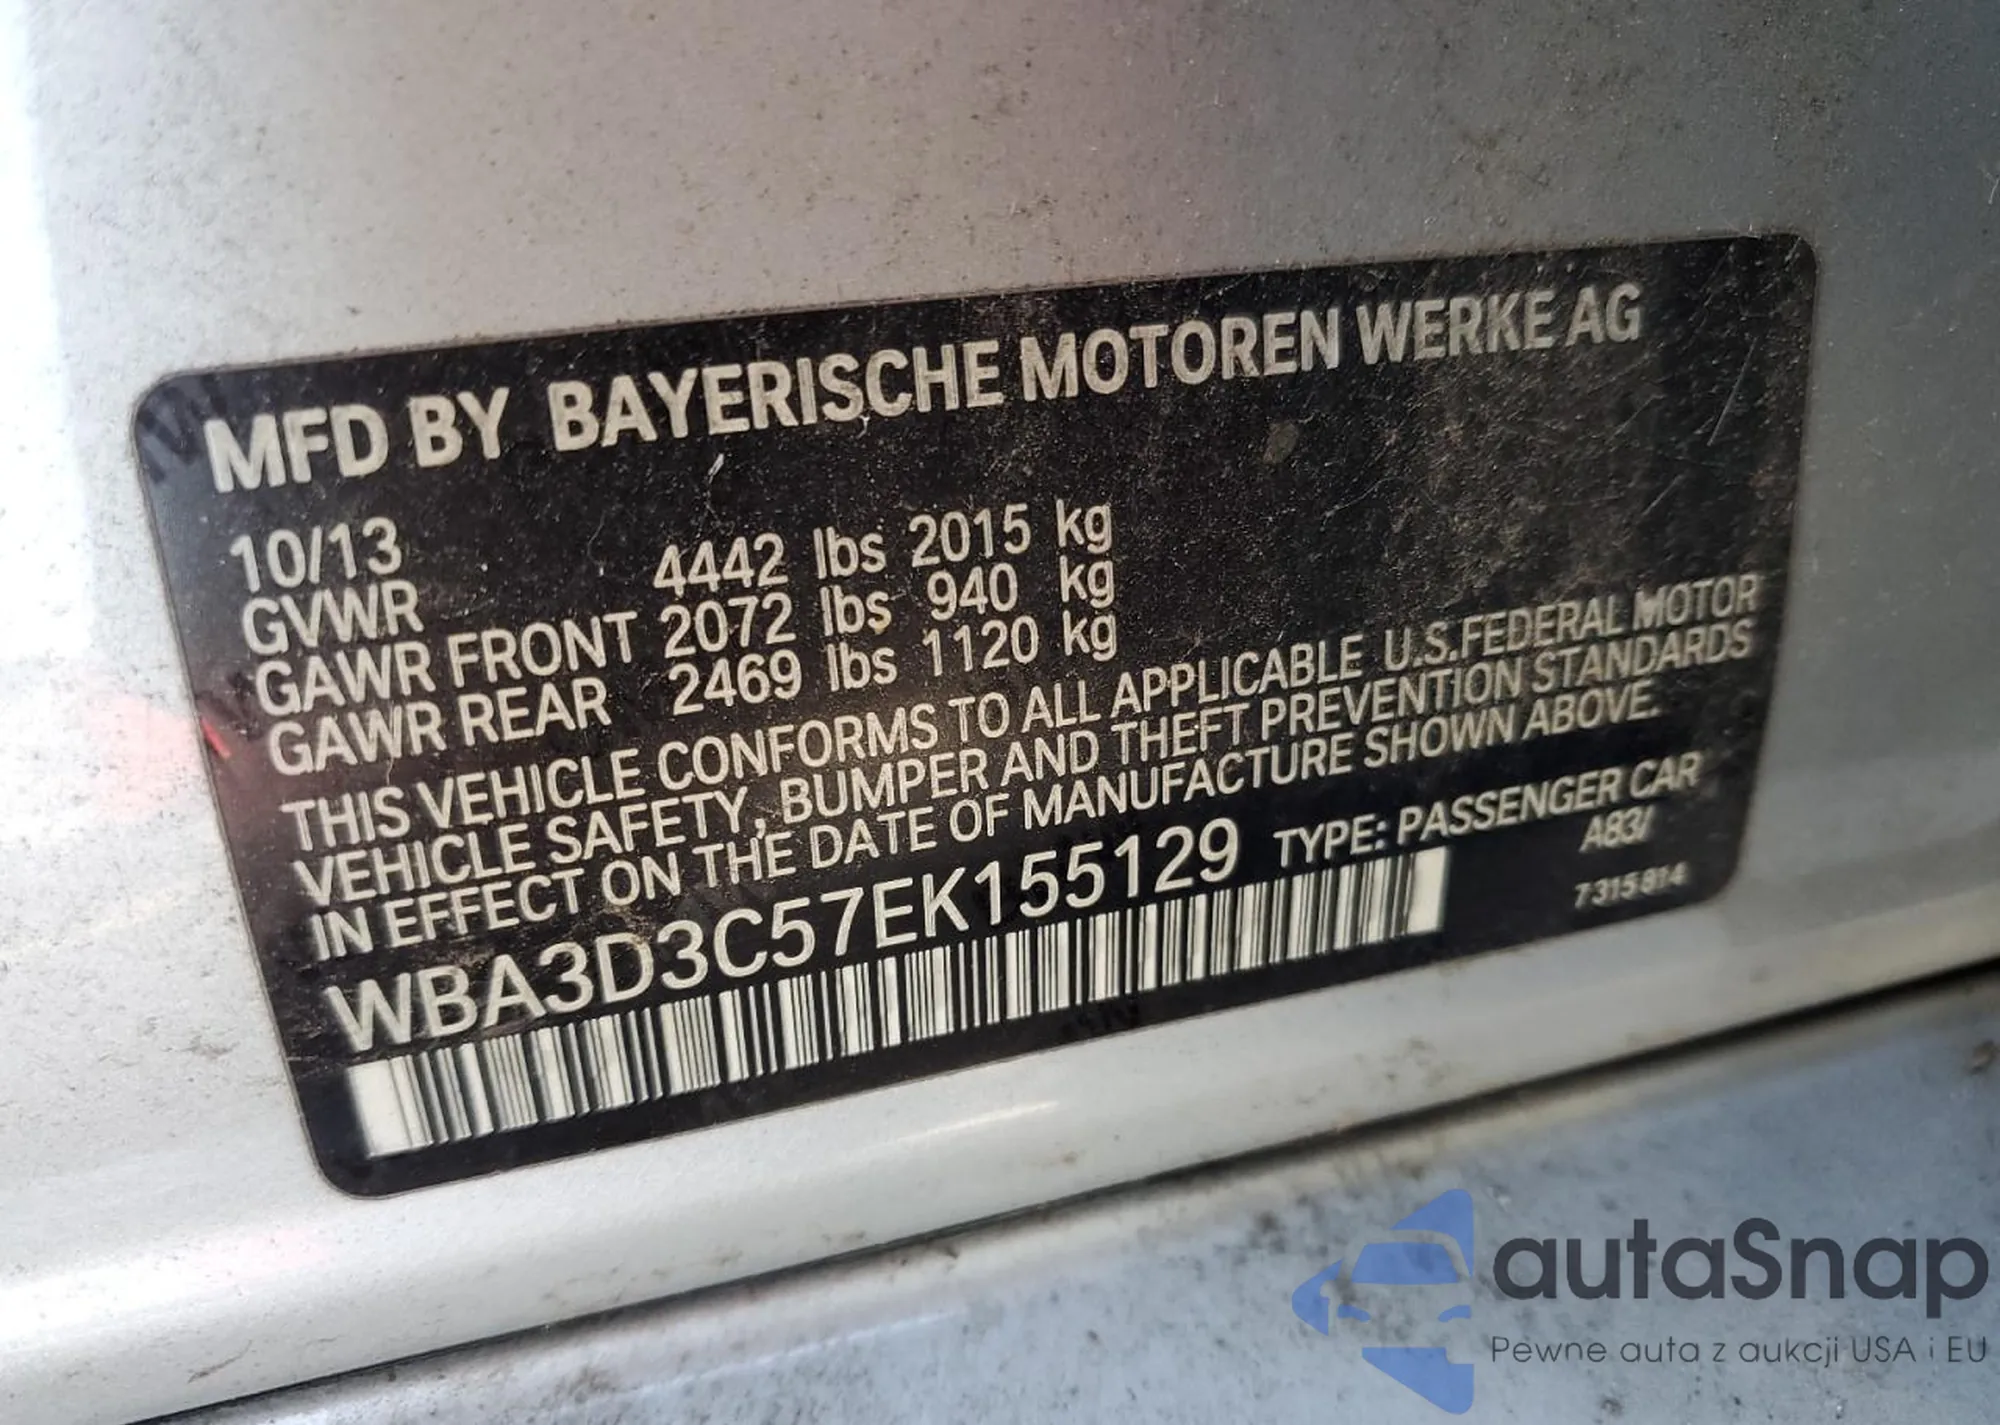 MFD BY BAYERISCHE MOTOREN WERKE AG
10/13
GVWR 4442 lbs 2015 kg
GAWR FRONT 2072 lbs 940 kg
GAWR REAR 2469 lbs 1120 kg
THIS VEHICLE CONFORMS TO ALL APPLICABLE U.S.FEDERAL MOTOR
VEHICLE SAFETY, BUMPER AND THEFT PREVENTION STANDARDS
IN EFFECT ON THE DATE OF MANUFACTURE SHOWN ABOVE.
WBA3D3C57EK155129 TYPE: PASSENGER CAR
A83/
7 315 814
autaSnap
Pewne auta z aukcji USA i EU